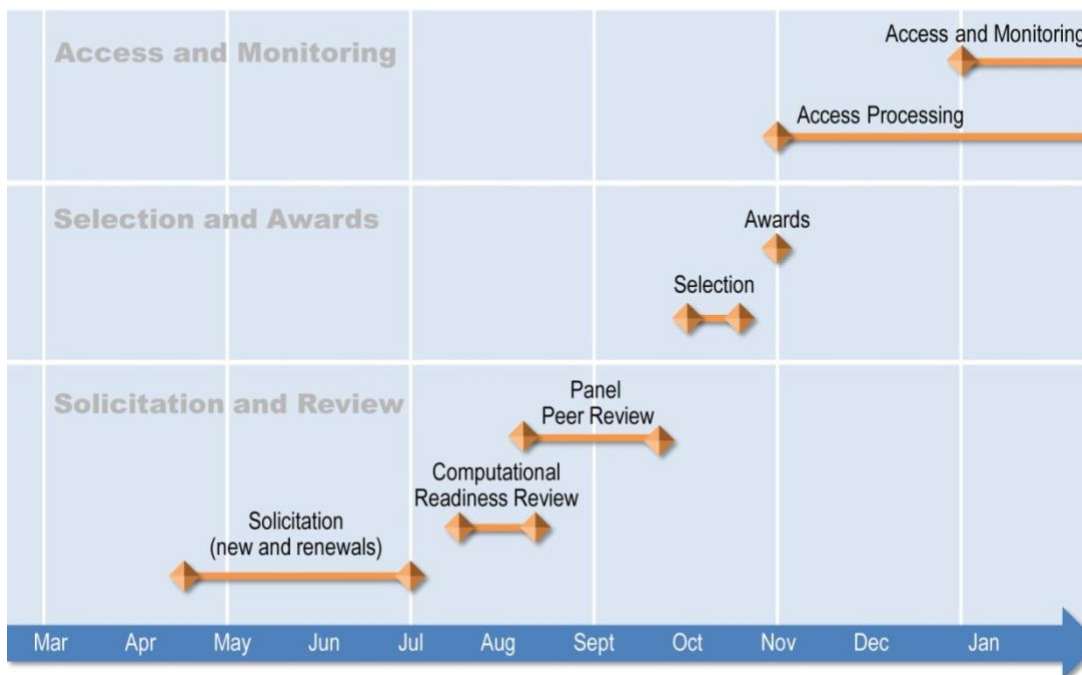 Access and Monitoring
Access and Monitoring
Access Processing
Selection and Awards
Awards
Selection
Solicitation and Review
Panel
Peer Review
Computational
Readiness Review
Solicitation
(new and renewals)
Mar Apr May Jun Jul Aug Sept Oct Nov Dec Jan